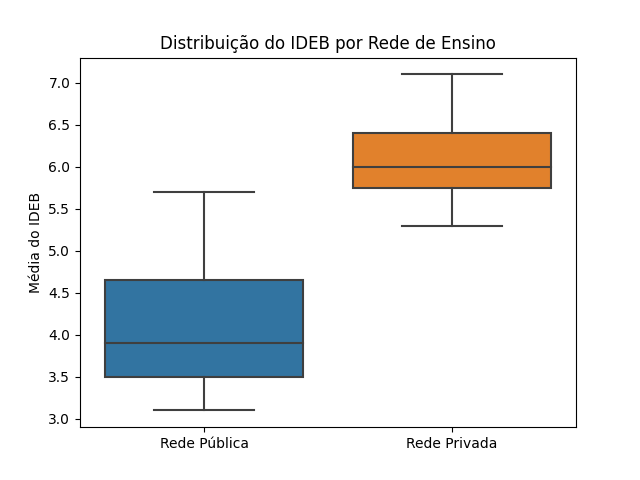 Distribuição do IDEB por Rede de Ensino
Média do IDEB
7.0
6.5
6.0
5.5
5.0
4.5
4.0
3.5
3.0
Rede Pública
Rede Privada